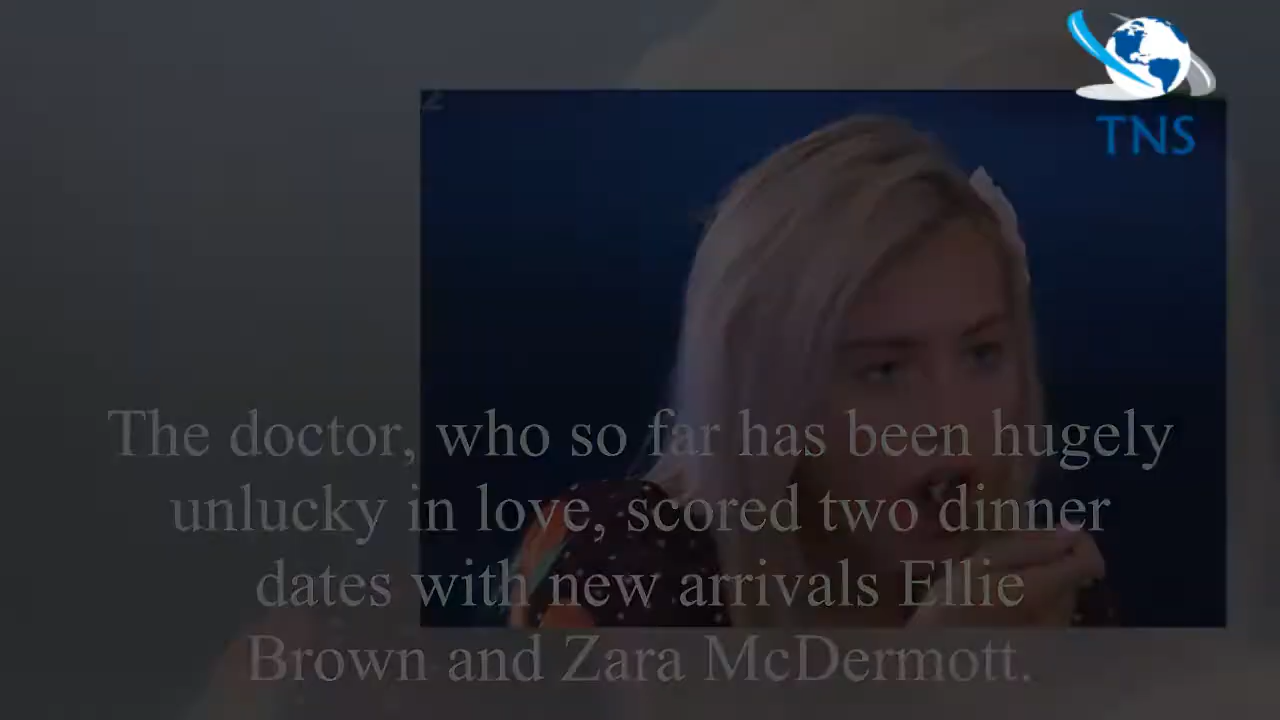 2
TNS
The doctor, who so far has been hugely
unlucky in love, scored two dinner
dates with new arrivals Ellie
Brown and Zara McDermott.